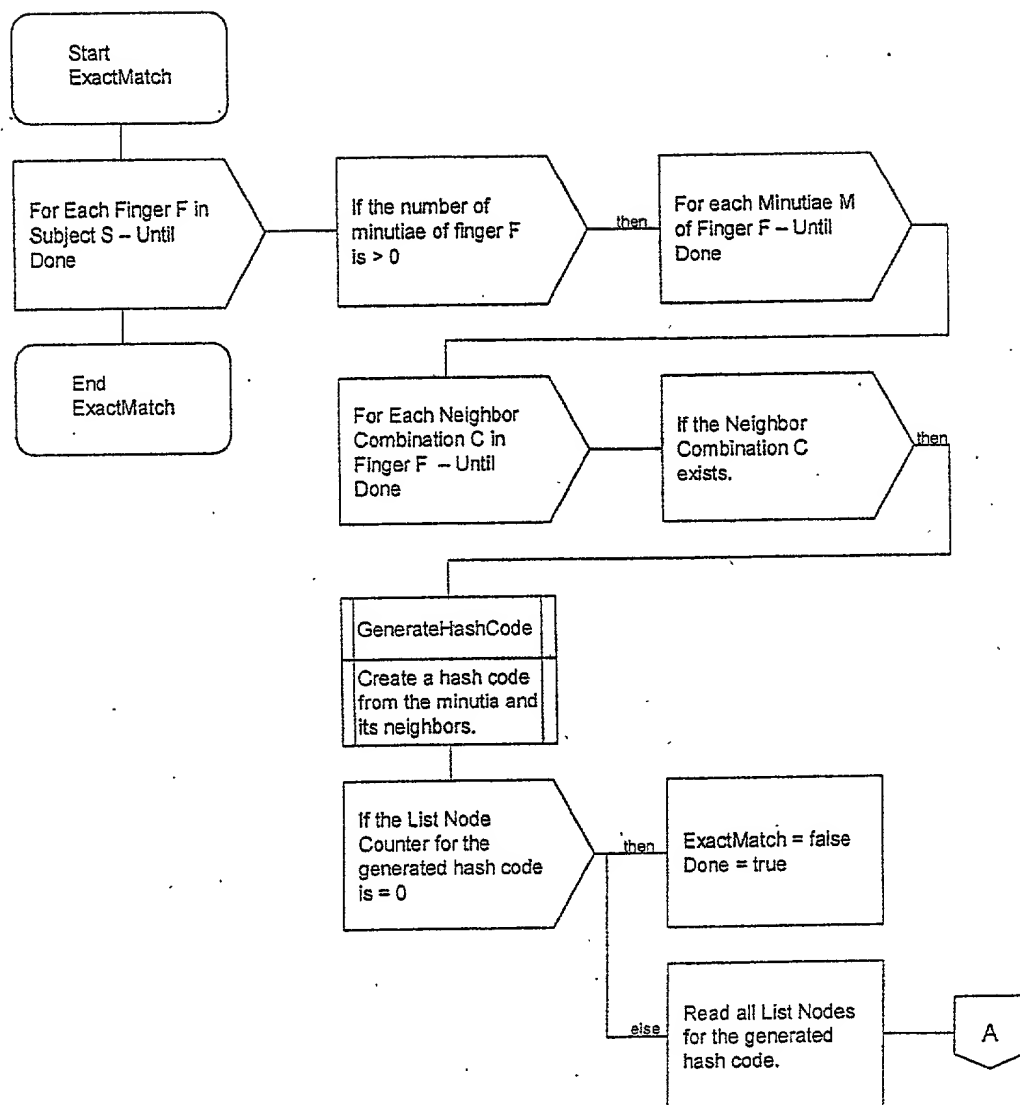 Start
ExactMatch
For Each Finger F in
Subject S – Until
Done
If the number of
minutiae of finger F
is > 0
then
For each Minutiae M
of Finger F – Until
Done
End
ExactMatch
For Each Neighbor
Combination C in
Finger F – Until
Done
If the Neighbor
Combination C
exists.
then
GenerateHashCode
Create a hash code
from the minutia and
its neighbors.
If the List Node
Counter for the
generated hash code
is = 0
then
ExactMatch = false
Done = true
else
Read all List Nodes
for the generated
hash code.
A